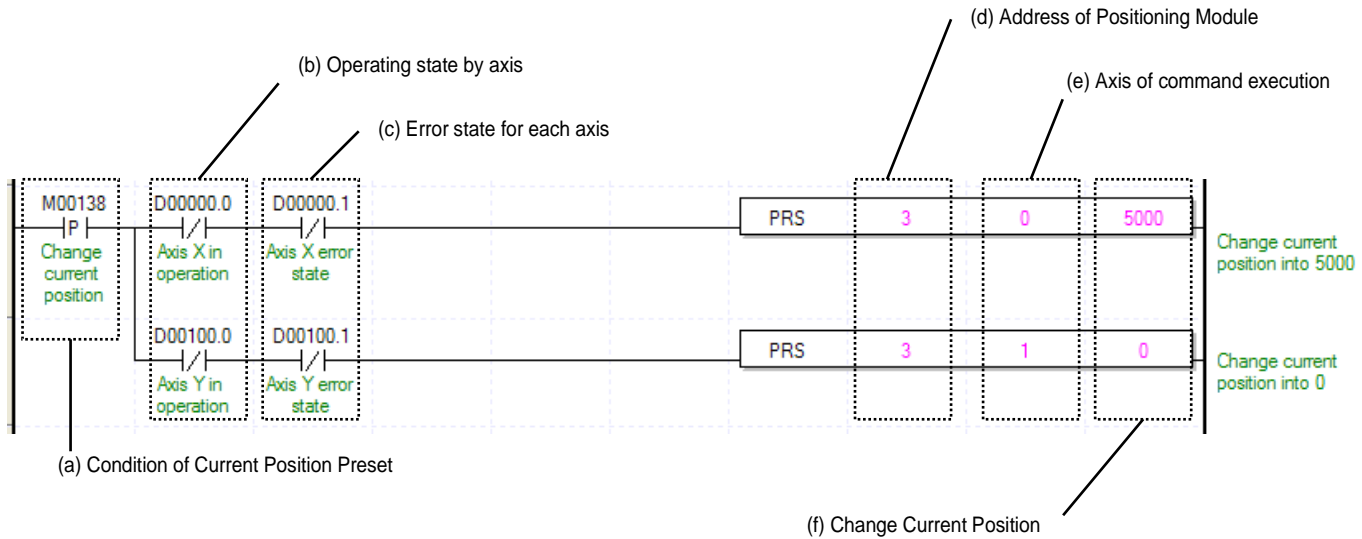 (d) Address of Positioning Module
(b) Operating state by axis
(e) Axis of command execution
(c) Error state for each axis
M00138 D00000.0 D00000.1
P
PRS 3 0 5000
Change
current
position
Axis X in
operation
Axis X error
state
Change current
position into 5000
D00100.0 D00100.1
PRS 3 1 0
Axis Y in
operation
Axis Y error
state
Change current
position into 0
(a) Condition of Current Position Preset
(f) Change Current Position